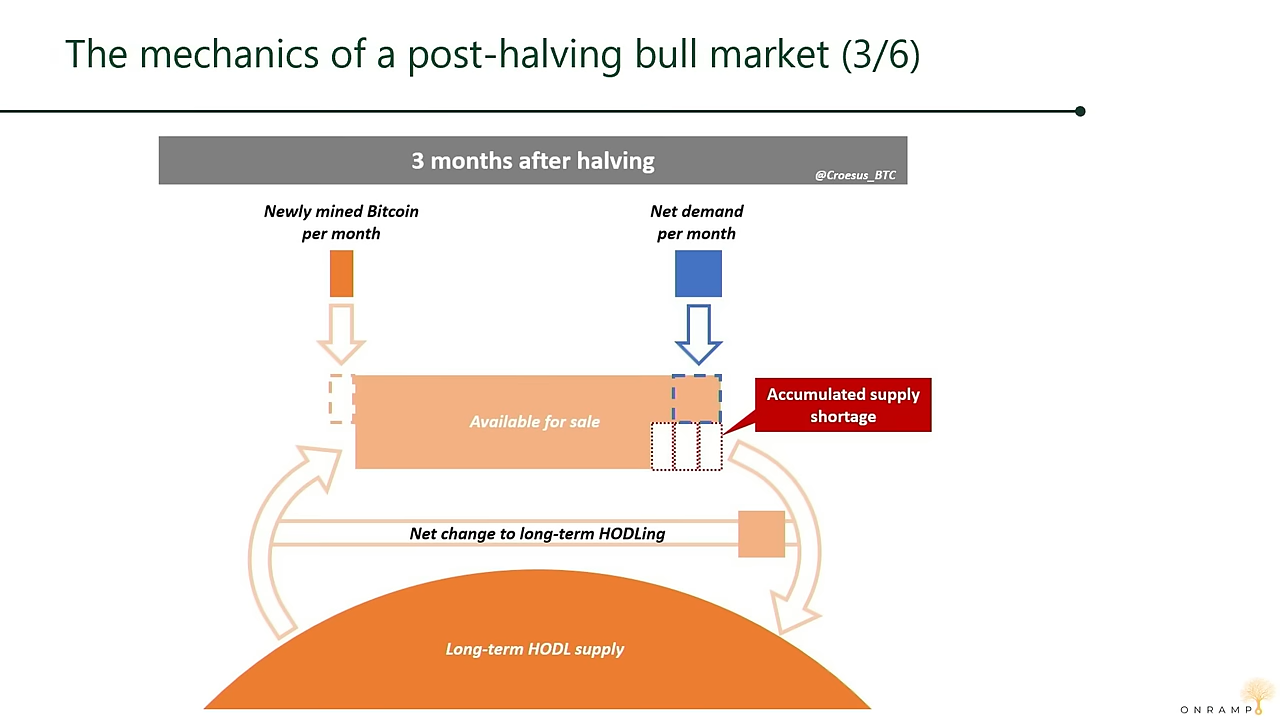 The mechanics of a post-halving bull market (3/6)
3 months after halving
@Croesus_BTC
Newly mined Bitcoin
per month
Net demand
per month
Available for sale
Accumulated supply
shortage
Net change to long-term HODLing
Long-term HODL supply
ONRAMP